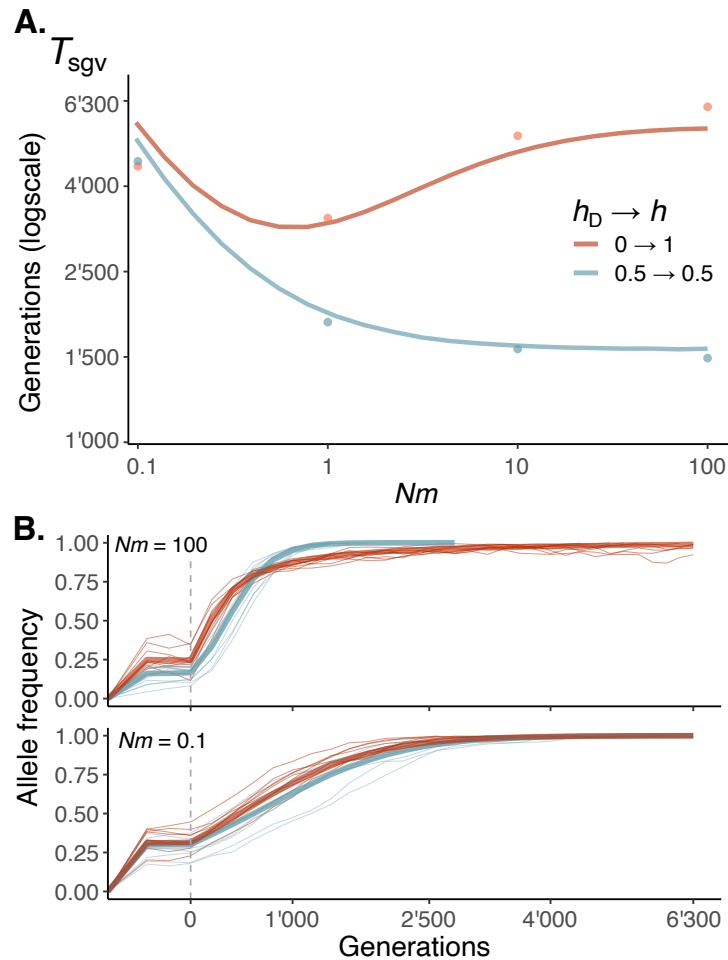 A.
Tsgv
Generations (logscale)
6'300
4'000
2'500
1'500
1'000
0.1 1 10 100
Nm
hD → h
0 → 1
0.5 → 0.5
B.
Allele frequency
Nm = 100
1.00
0.75
0.50
0.25
0.00
Nm = 0.1
1.00
0.75
0.50
0.25
0.00
0 1'000 2'500 4'000 6'300
Generations